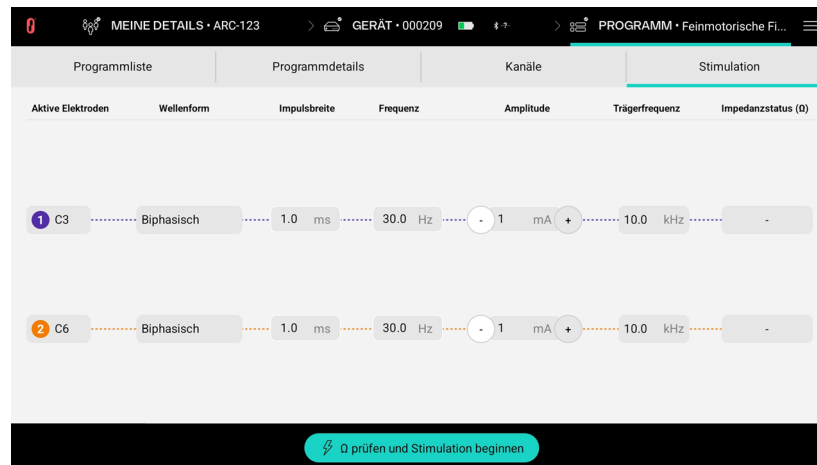 MEINE DETAILS • ARC-123 > GERÄT • 000209 -?- > PROGRAMM • Feinmotorische Fi...
Programmliste Programmdetails Kanäle Stimulation
Aktive Elektroden Wellenform Impulsbreite Frequenz Amplitude Trägerfrequenz Impedanzstatus (Ω)
1 C3 Biphasisch 1.0 ms 30.0 Hz - 1 mA + 10.0 kHz -
2 C6 Biphasisch 1.0 ms 30.0 Hz - 1 mA + 10.0 kHz -
Ω prüfen und Stimulation beginnen